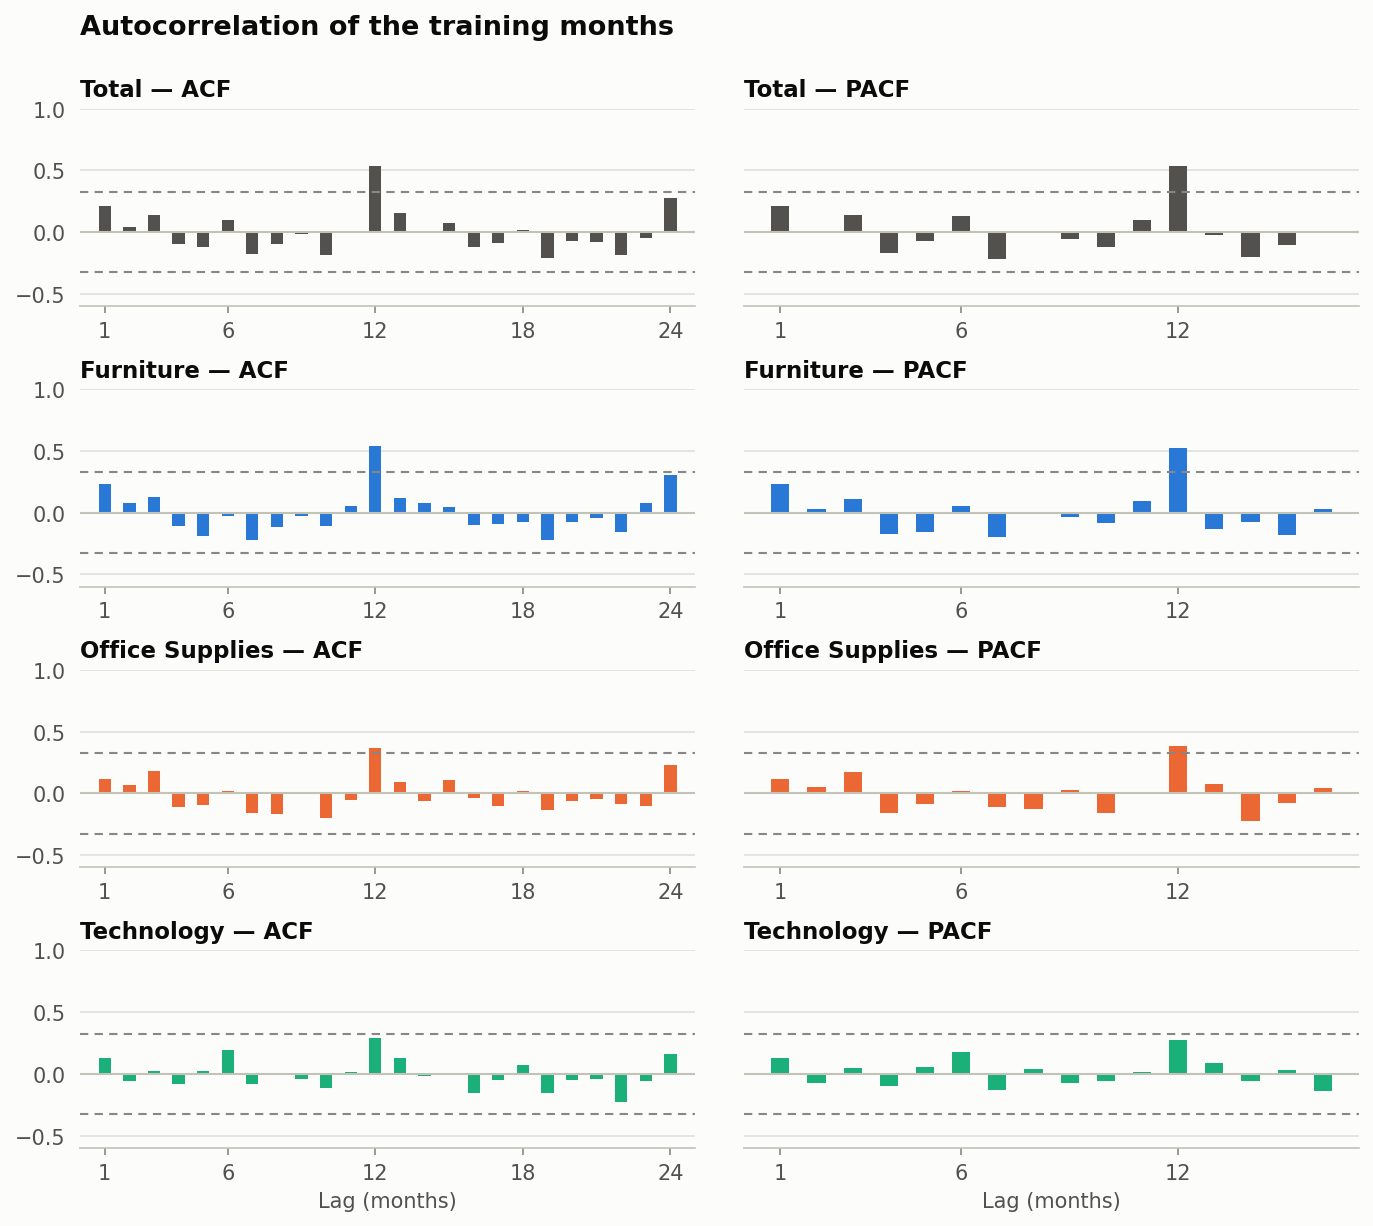 Autocorrelation of the training months
Total — ACF
1.0
0.5
0.0
−0.5
1 6 12 18 24
Total — PACF
1 6 12
Furniture — ACF
1.0
0.5
0.0
−0.5
1 6 12 18 24
Furniture — PACF
1 6 12
Office Supplies — ACF
1.0
0.5
0.0
−0.5
1 6 12 18 24
Office Supplies — PACF
1 6 12
Technology — ACF
1.0
0.5
0.0
−0.5
1 6 12 18 24
Lag (months)
Technology — PACF
1 6 12
Lag (months)